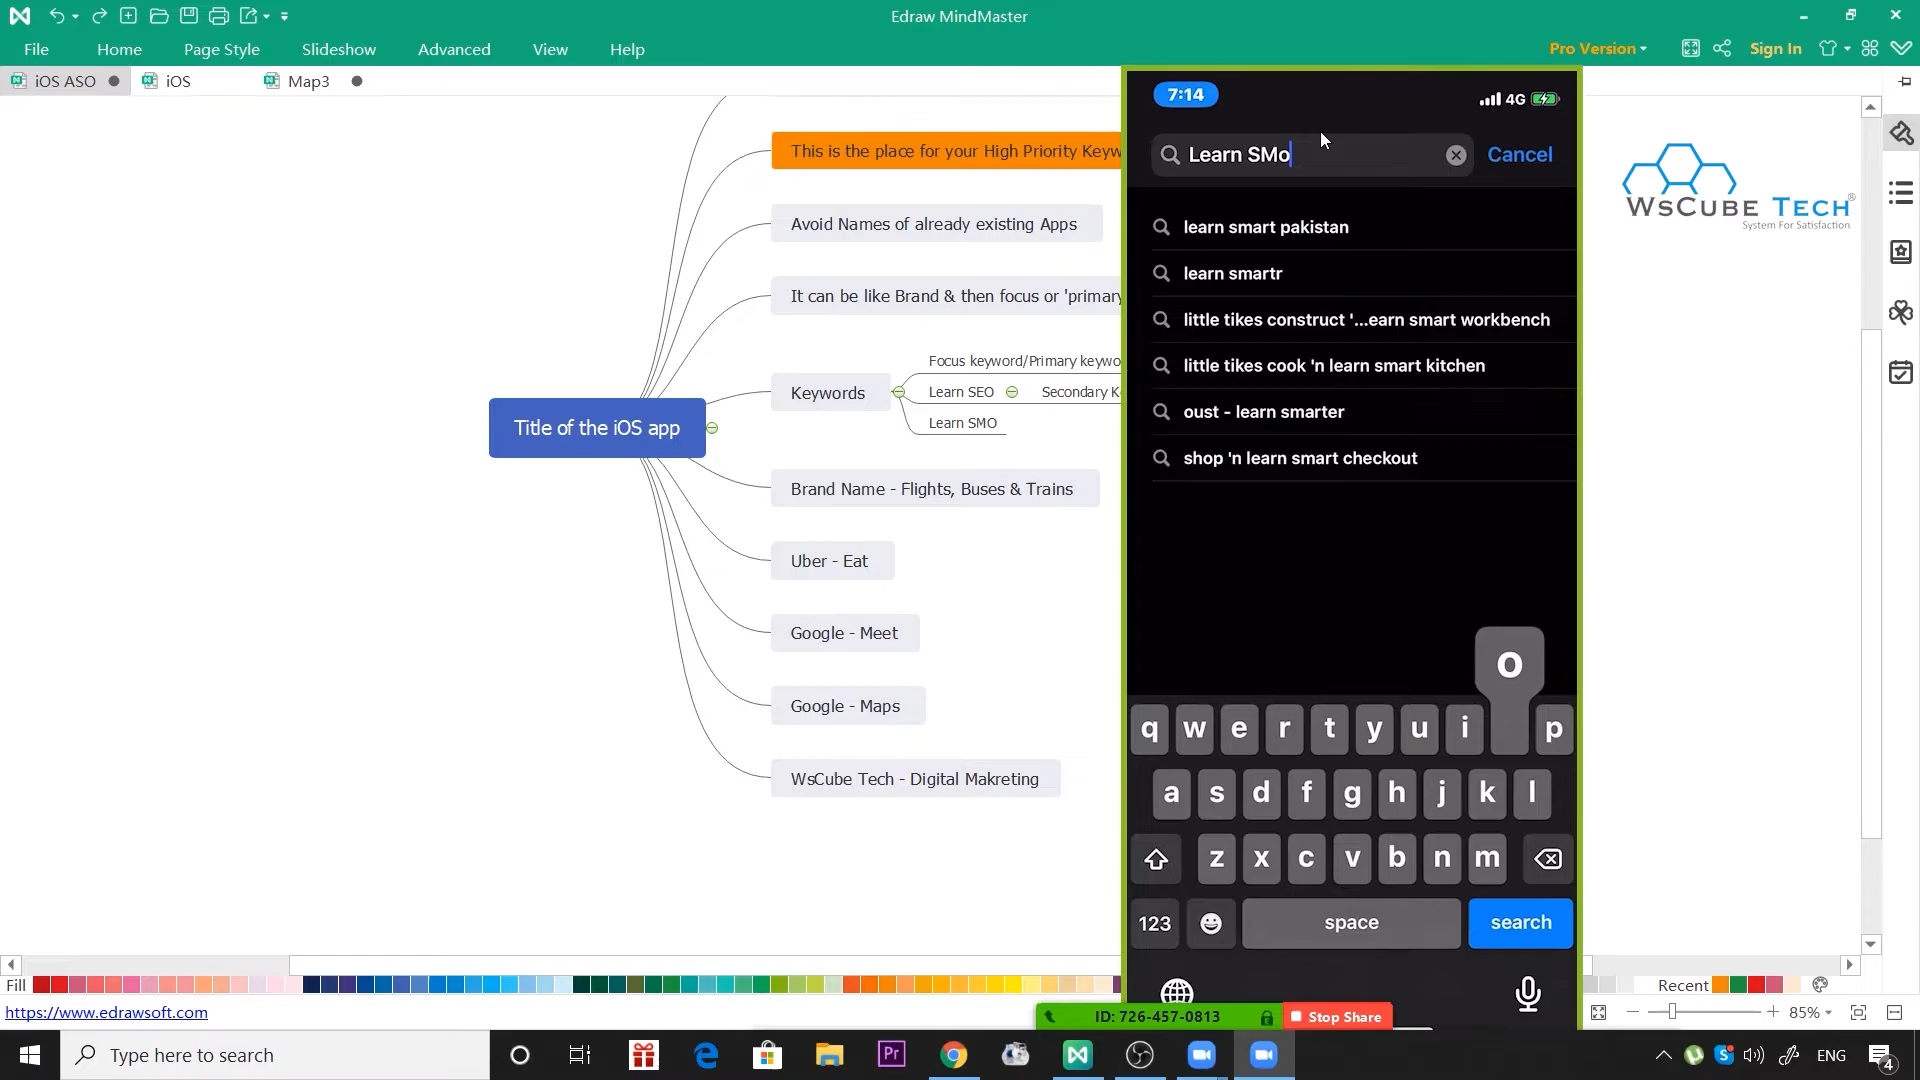 Edraw MindMaster
File Home Page Style Slideshow Advanced View Help
Pro Version Sign In
iOS ASO iOS Map3
This is the place for your High Priority Keyw
Avoid Names of already existing Apps
It can be like Brand & then focus or 'primary
Title of the iOS app
Keywords
Focus keyword/Primary keywo
Learn SEO Secondary K
Learn SMO
Brand Name - Flights, Buses & Trains
Uber - Eat
Google - Meet
Google - Maps
WsCube Tech - Digital Makreting
7:14 4G
Learn SMo Cancel
learn smart pakistan
learn smartr
little tikes construct '...earn smart workbench
little tikes cook 'n learn smart kitchen
oust - learn smarter
shop 'n learn smart checkout
o
q w e r t y u i p
a s d f g h j k l
z x c v b n m
123 space search
WSCUBE TECH®
System For Satisfaction
Fill Recent
https://www.edrawsoft.com
ID: 726-457-0813 Stop Share
85%
Type here to search
Pr
ENG
4